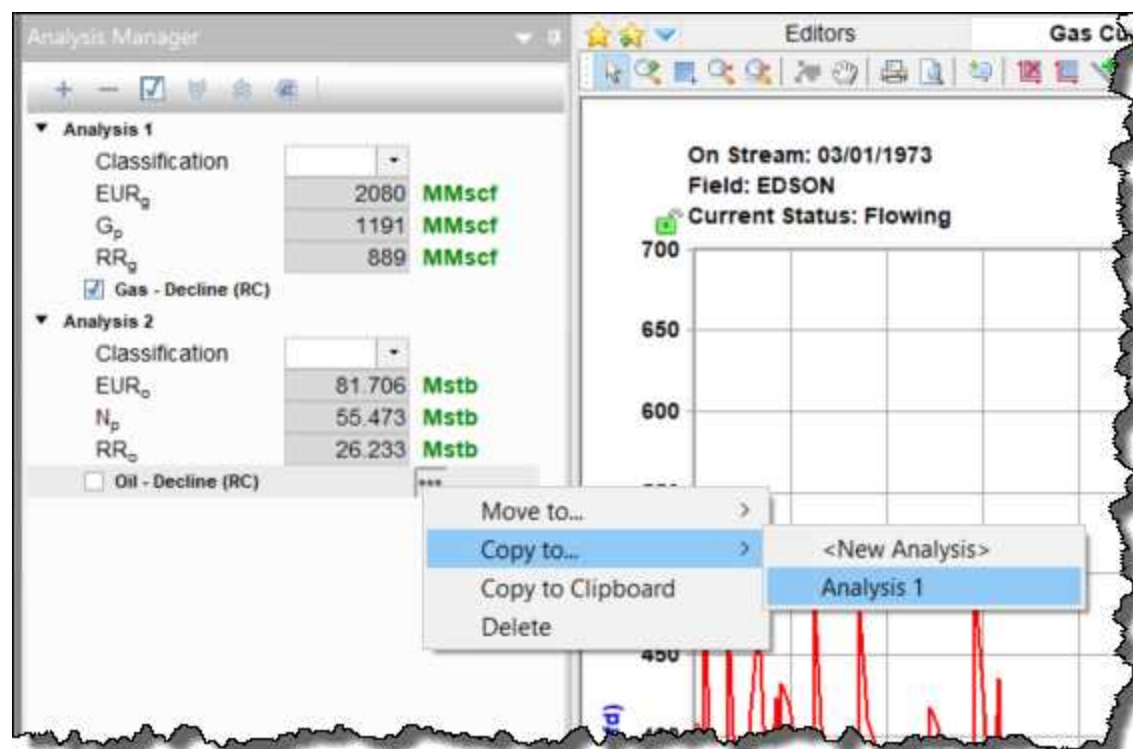 Analysis Manager
Analysis 1
Classification
EURg 2080 MMscf
Gp 1191 MMscf
RRg 889 MMscf
Gas - Decline (RC)
Analysis 2
Classification
EURo 81.706 Mstb
Np 55.473 Mstb
RRo 26.233 Mstb
Oil - Decline (RC) •••
Move to... >
Copy to... >
Copy to Clipboard
Delete
<New Analysis>
Analysis 1
Editors
On Stream: 03/01/1973
Field: EDSON
Current Status: Flowing
700
650
600
450